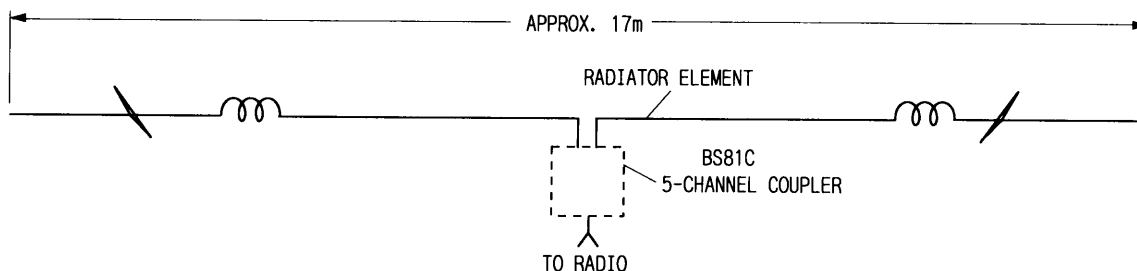 APPROX. 17m
RADIATOR ELEMENT
BS81C
5-CHANNEL COUPLER
TO RADIO